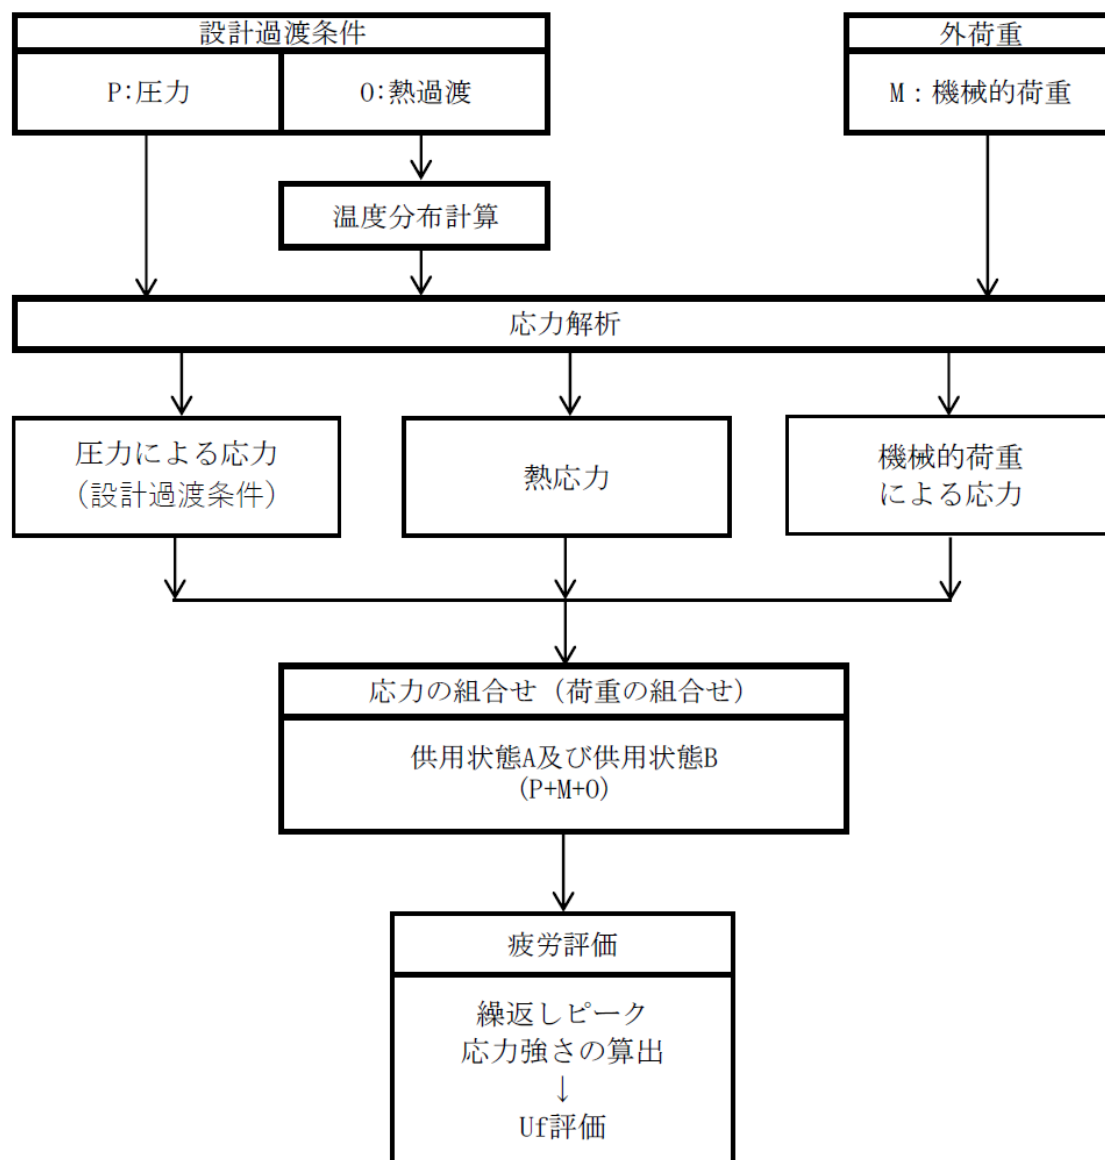 設計過渡条件
外荷重
P:圧力
O:熱過渡
M：機械的荷重
温度分布計算
応力解析
圧力による応力
（設計過渡条件）
熱応力
機械的荷重
による応力
応力の組合せ（荷重の組合せ）
供用状態A及び供用状態B
(P+M+O)
疲労評価
繰返しピーク
応力強さの算出
↓
Uf評価